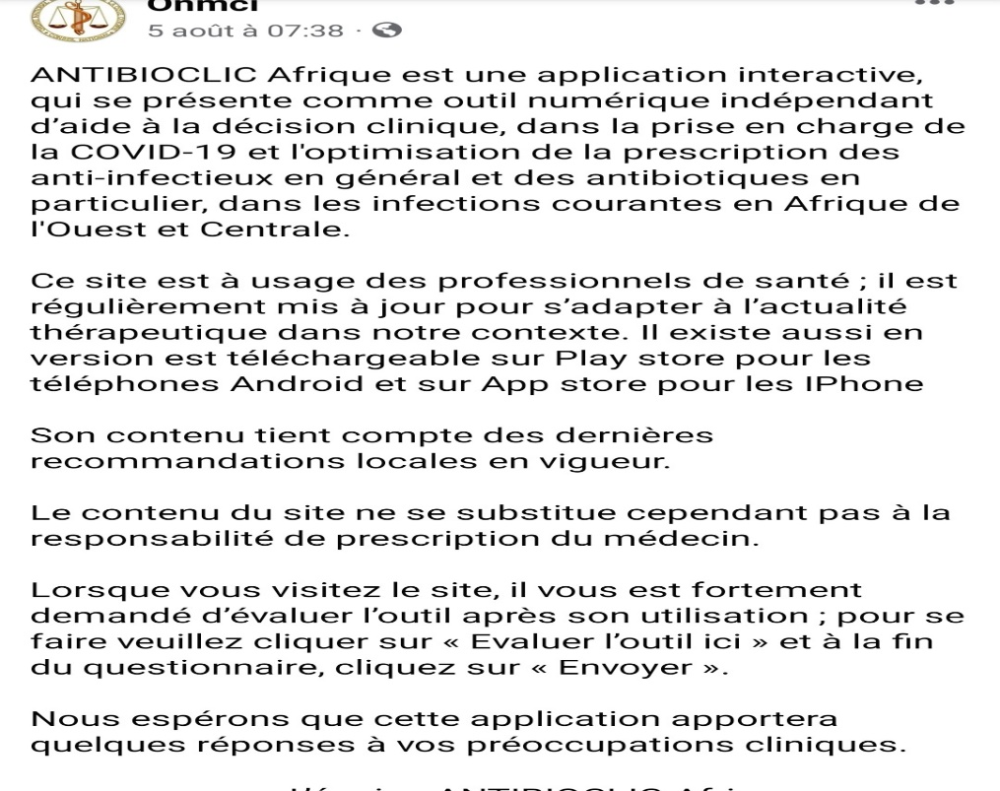 Onmci
5 août à 07:38 ·
ANTIBIOCLIC Afrique est une application interactive,
qui se présente comme outil numérique indépendant
d’aide à la décision clinique, dans la prise en charge de
la COVID-19 et l'optimisation de la prescription des
anti-infectieux en général et des antibiotiques en
particulier, dans les infections courantes en Afrique de
l'Ouest et Centrale.
Ce site est à usage des professionnels de santé ; il est
régulièrement mis à jour pour s’adapter à l’actualité
thérapeutique dans notre contexte. Il existe aussi en
version est téléchargeable sur Play store pour les
téléphones Android et sur App store pour les IPhone
Son contenu tient compte des dernières
recommandations locales en vigueur.
Le contenu du site ne se substitue cependant pas à la
responsabilité de prescription du médecin.
Lorsque vous visitez le site, il vous est fortement
demandé d’évaluer l’outil après son utilisation ; pour se
faire veuillez cliquer sur « Evaluer l’outil ici » et à la fin
du questionnaire, cliquez sur « Envoyer ».
Nous espérons que cette application apportera
quelques réponses à vos préoccupations cliniques.